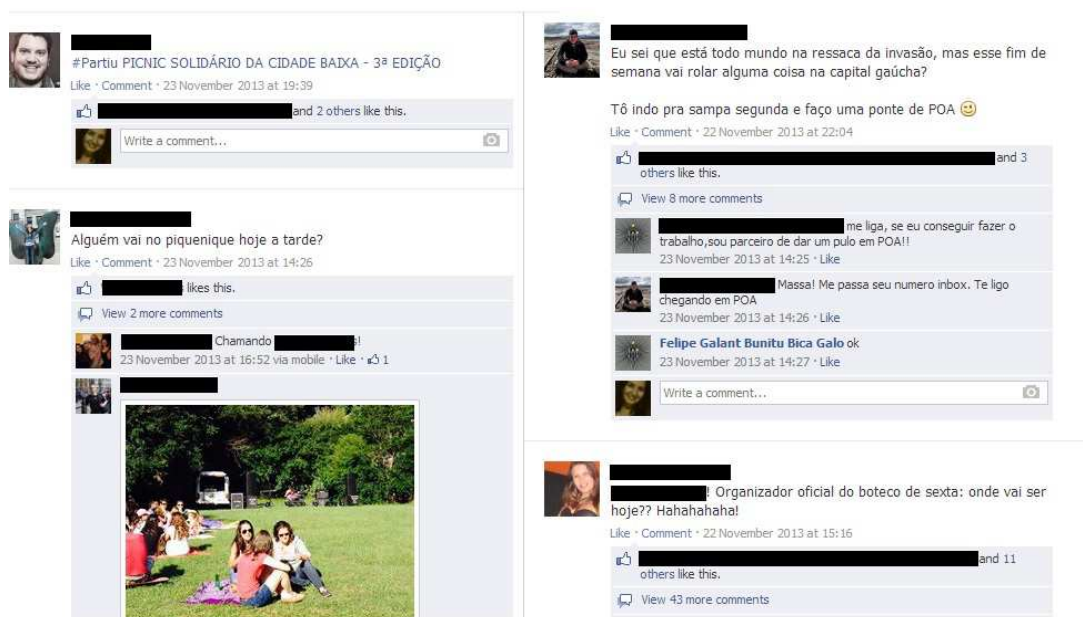 #Partiu PICNIC SOLIDÁRIO DA CIDADE BAIXA - 3ª EDIÇÃO
Like · Comment · 23 November 2013 at 19:39
and 2 others like this.
Write a comment...
Alguém vai no piquenique hoje a tarde?
Like · Comment · 23 November 2013 at 14:26
likes this.
View 2 more comments
Chamando s!
23 November 2013 at 16:52 via mobile · Like · 1
Eu sei que está todo mundo na ressaca da invasão, mas esse fim de
semana vai rolar alguma coisa na capital gaúcha?
Tô indo pra sampa segunda e faço uma ponte de POA
Like · Comment · 22 November 2013 at 22:04
and 3
others like this.
View 8 more comments
me liga, se eu conseguir fazer o
trabalho,sou parceiro de dar um pulo em POA!!
23 November 2013 at 14:25 · Like
Massa! Me passa seu numero inbox. Te ligo
chegando em POA
23 November 2013 at 14:26 · Like
Felipe Galant Bunitu Bica Galo ok
23 November 2013 at 14:27 · Like
Write a comment...
! Organizador oficial do boteco de sexta: onde vai ser
hoje?? Hahahahaha!
Like · Comment · 22 November 2013 at 15:16
and 11
others like this.
View 43 more comments